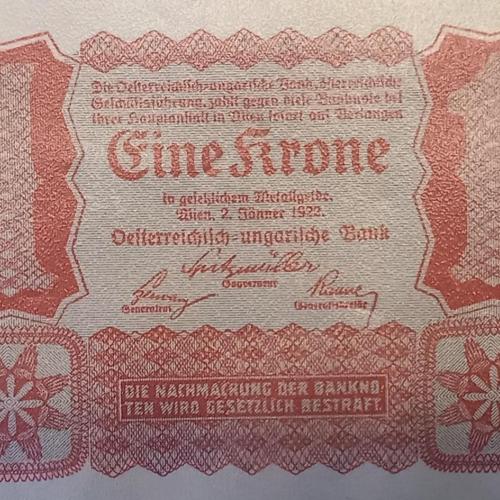 Die Oesterreichisch-ungarische Bank, österreichische
Geschäftsführung, zahlt gegen diese Banknote bei
ihrer Hauptanstalt in Wien sofort auf Verlangen
Eine Krone
in gesetzlichem Metallgelde.
Wien, 2. Jänner 1922.
Oesterreichisch-ungarische Bank
Spitzmüller
Gouverneur
Generalrat
Generalsekretär
DIE NACHMACHUNG DER BANKNO-
TEN WIRD GESETZLICH BESTRAFT.